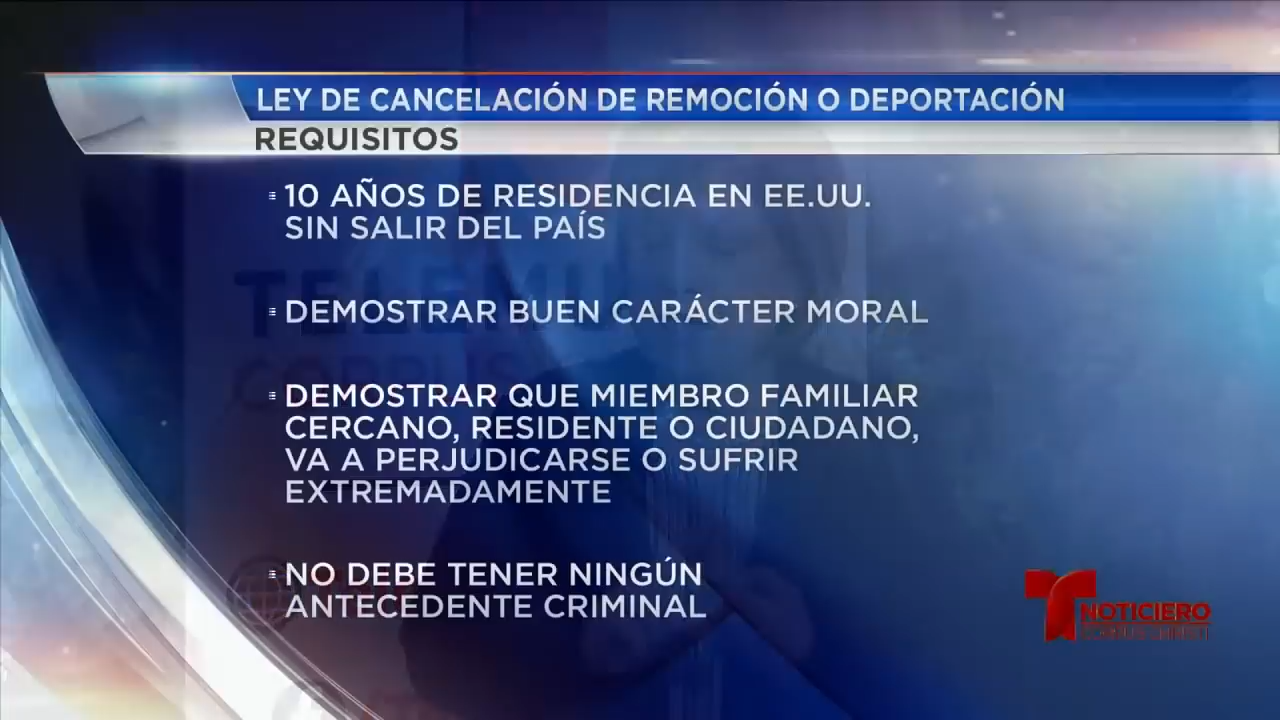 LEY DE CANCELACIÓN DE REMOCIÓN O DEPORTACIÓN
REQUISITOS
10 AÑOS DE RESIDENCIA EN EE.UU.
SIN SALIR DEL PAÍS
DEMOSTRAR BUEN CARÁCTER MORAL
DEMOSTRAR QUE MIEMBRO FAMILIAR
CERCANO, RESIDENTE O CIUDADANO,
VA A PERJUDICARSE O SUFRIR
EXTREMADAMENTE
NO DEBE TENER NINGÚN
ANTECEDENTE CRIMINAL
NOTICIERO